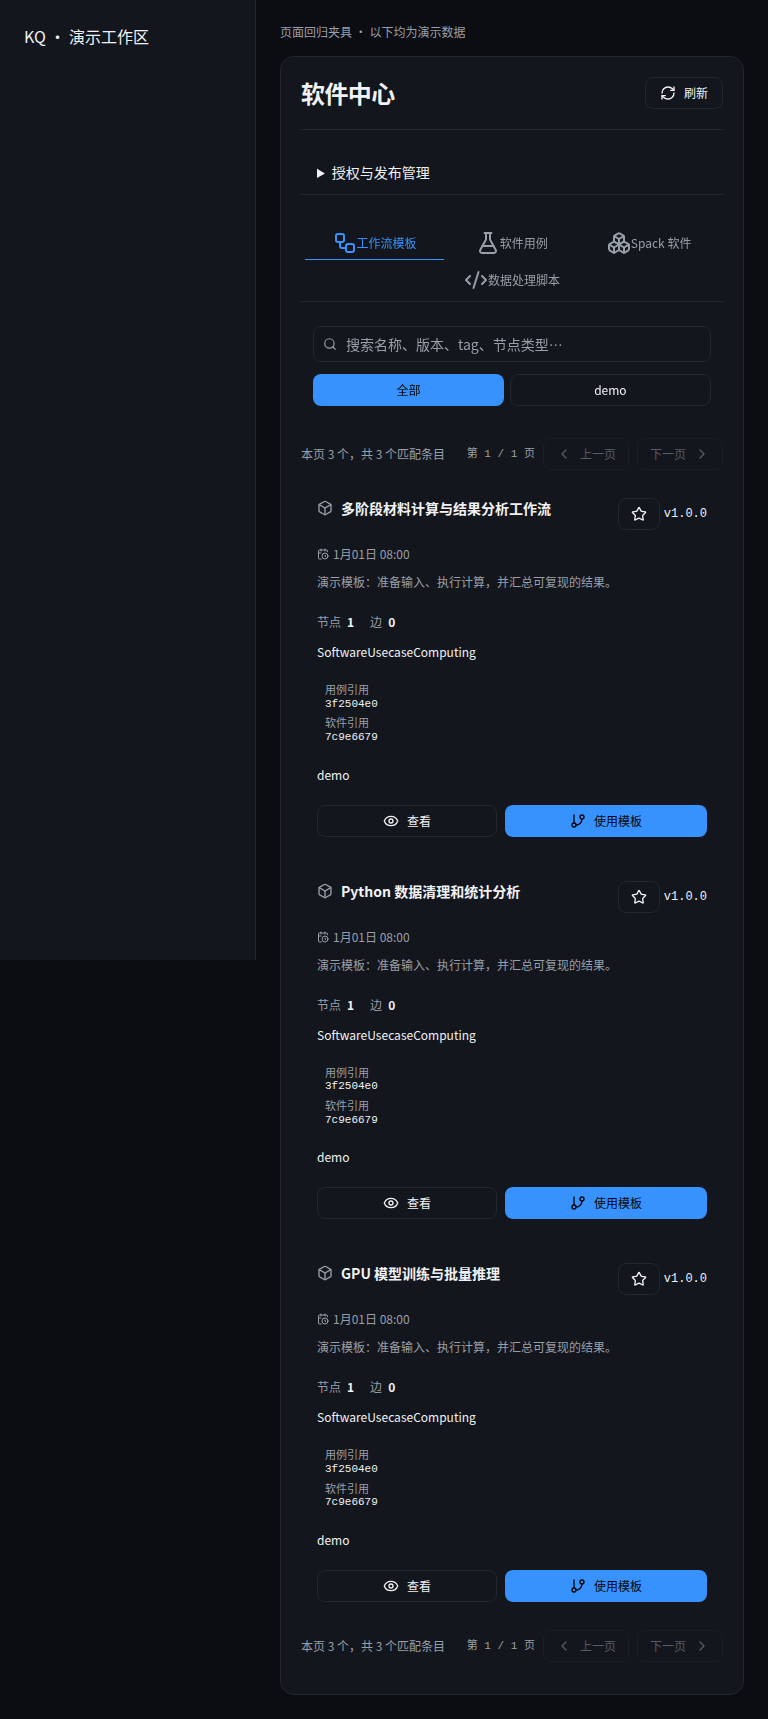 KQ · 演示工作区
页面回归夹具 · 以下均为演示数据
软件中心
刷新
授权与发布管理
工作流模板
软件用例
Spack 软件
数据处理脚本
搜索名称、版本、tag、节点类型…
全部
demo
本页 3 个，共 3 个匹配条目
第 1 / 1 页
上一页
下一页
多阶段材料计算与结果分析工作流
v1.0.0
1月01日 08:00
演示模板：准备输入、执行计算，并汇总可复现的结果。
节点 1 边 0
SoftwareUsecaseComputing
用例引用
3f2504e0
软件引用
7c9e6679
demo
查看
使用模板
Python 数据清理和统计分析
v1.0.0
1月01日 08:00
演示模板：准备输入、执行计算，并汇总可复现的结果。
节点 1 边 0
SoftwareUsecaseComputing
用例引用
3f2504e0
软件引用
7c9e6679
demo
查看
使用模板
GPU 模型训练与批量推理
v1.0.0
1月01日 08:00
演示模板：准备输入、执行计算，并汇总可复现的结果。
节点 1 边 0
SoftwareUsecaseComputing
用例引用
3f2504e0
软件引用
7c9e6679
demo
查看
使用模板
本页 3 个，共 3 个匹配条目
第 1 / 1 页
上一页
下一页